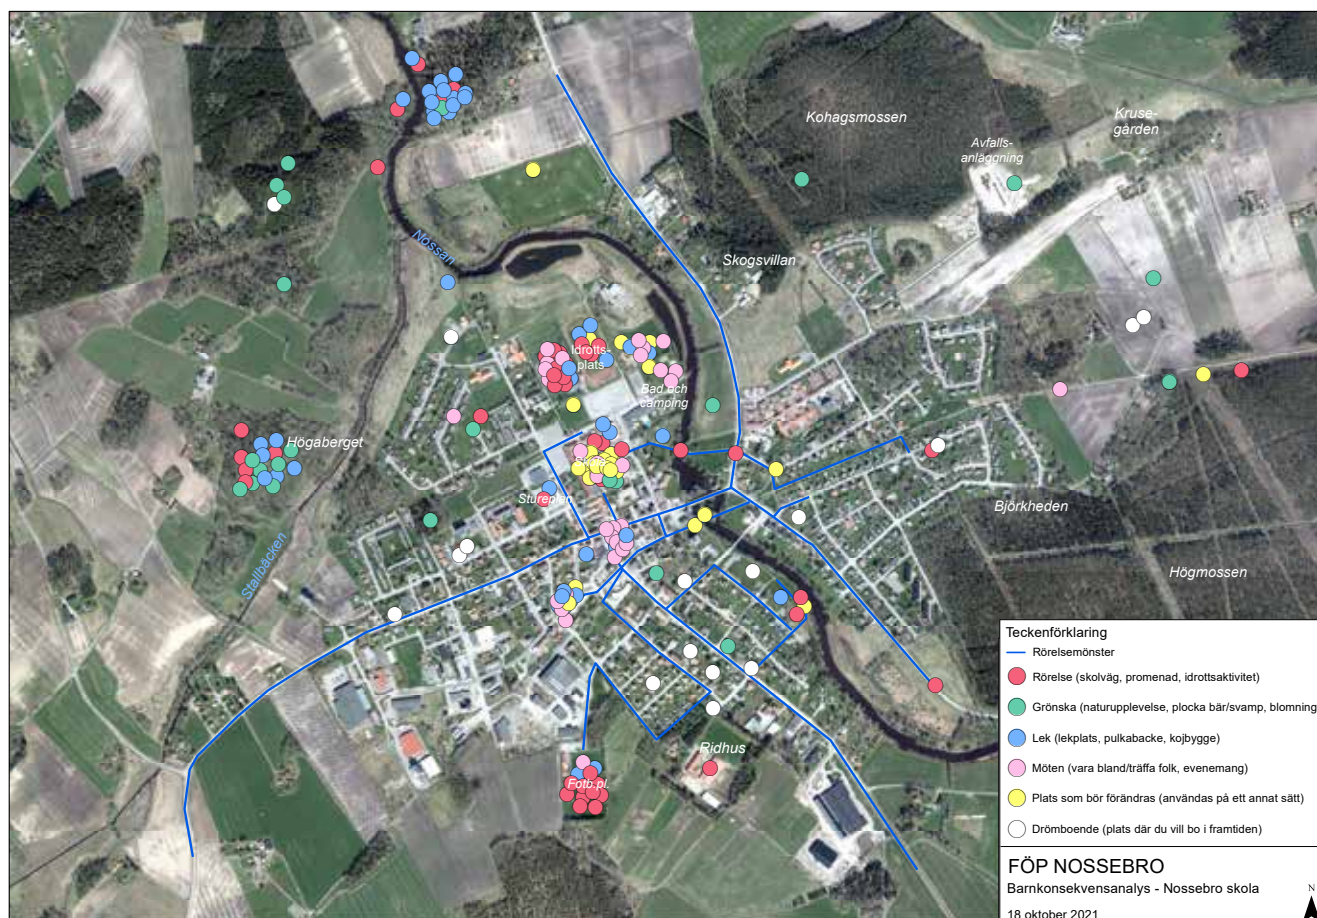 Kohagsmossen
Kruse-
gården
Avfalls-
anläggning
Nossan
Skogsvillan
Idrotts-
plats
Bad och
camping
Högaberget
Stureplan
Björkheden
Stallbäcken
Högmossen
Ridhus
Fotb.pl.
Teckenförklaring
Rörelsemönster
Rörelse (skolväg, promenad, idrottsaktivitet)
Grönska (naturupplevelse, plocka bär/svamp, blomning
Lek (lekplats, pulkabacke, kojbygge)
Möten (vara bland/träffa folk, evenemang)
Plats som bör förändras (användas på ett annat sätt)
Drömboende (plats där du vill bo i framtiden)
FÖP NOSSEBRO
Barnkonsekvensanalys - Nossebro skola
N
18 oktober 2021